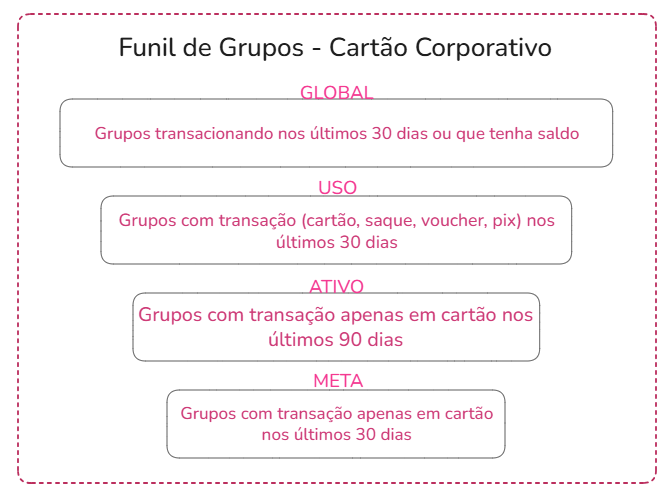 Funil de Grupos - Cartão Corporativo
GLOBAL
Grupos transacionando nos últimos 30 dias ou que tenha saldo
USO
Grupos com transação (cartão, saque, voucher, pix) nos
últimos 30 dias
ATIVO
Grupos com transação apenas em cartão nos
últimos 90 dias
META
Grupos com transação apenas em cartão
nos últimos 30 dias